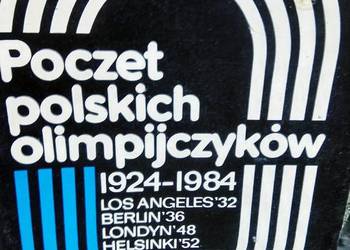 Poczet
polskich
olimpijczyków
1924-1984
LOS ANGELES'32
BERLIN'36
LONDYN'48
HELSINKI'52